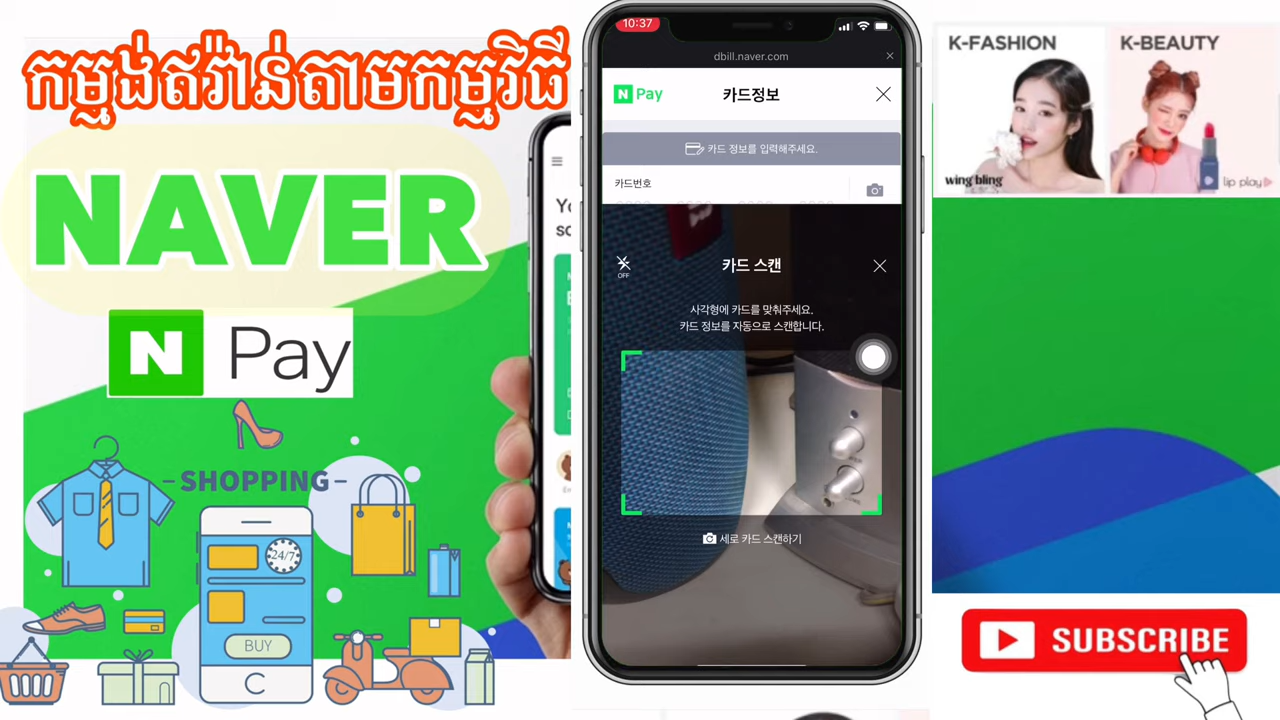 កម្មង់ឥវ៉ាន់តាមកម្មវិធី
NAVER
N Pay
SHOPPING
24/7
BUY
10:37
dbill.naver.com
N Pay
카드정보
카드 정보를 입력해주세요.
카드번호
OFF
카드 스캔
사각형에 카드를 맞춰주세요.
카드 정보를 자동으로 스캔합니다.
세로 카드 스캔하기
K-FASHION
K-BEAUTY
wing bling
lip play
SUBSCRIBE